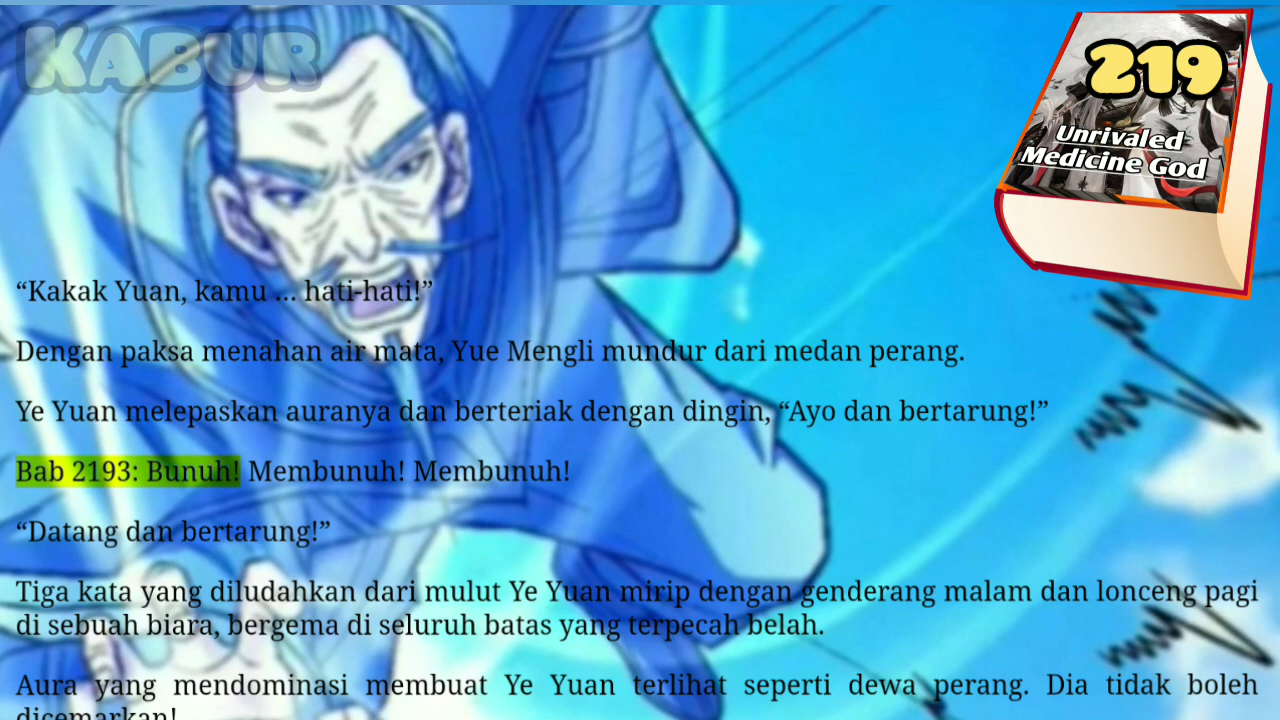 KABUR
219
Unrivaled
Medicine God
“Kakak Yuan, kamu ... hati-hati!”
Dengan paksa menahan air mata, Yue Mengli mundur dari medan perang.
Ye Yuan melepaskan auranya dan berteriak dengan dingin, “Ayo dan bertarung!”
Bab 2193: Bunuh! Membunuh! Membunuh!
“Datang dan bertarung!”
Tiga kata yang diludahkan dari mulut Ye Yuan mirip dengan genderang malam dan lonceng pagi
di sebuah biara, bergema di seluruh batas yang terpecah belah.
Aura yang mendominasi membuat Ye Yuan terlihat seperti dewa perang. Dia tidak boleh
dicemarkan!